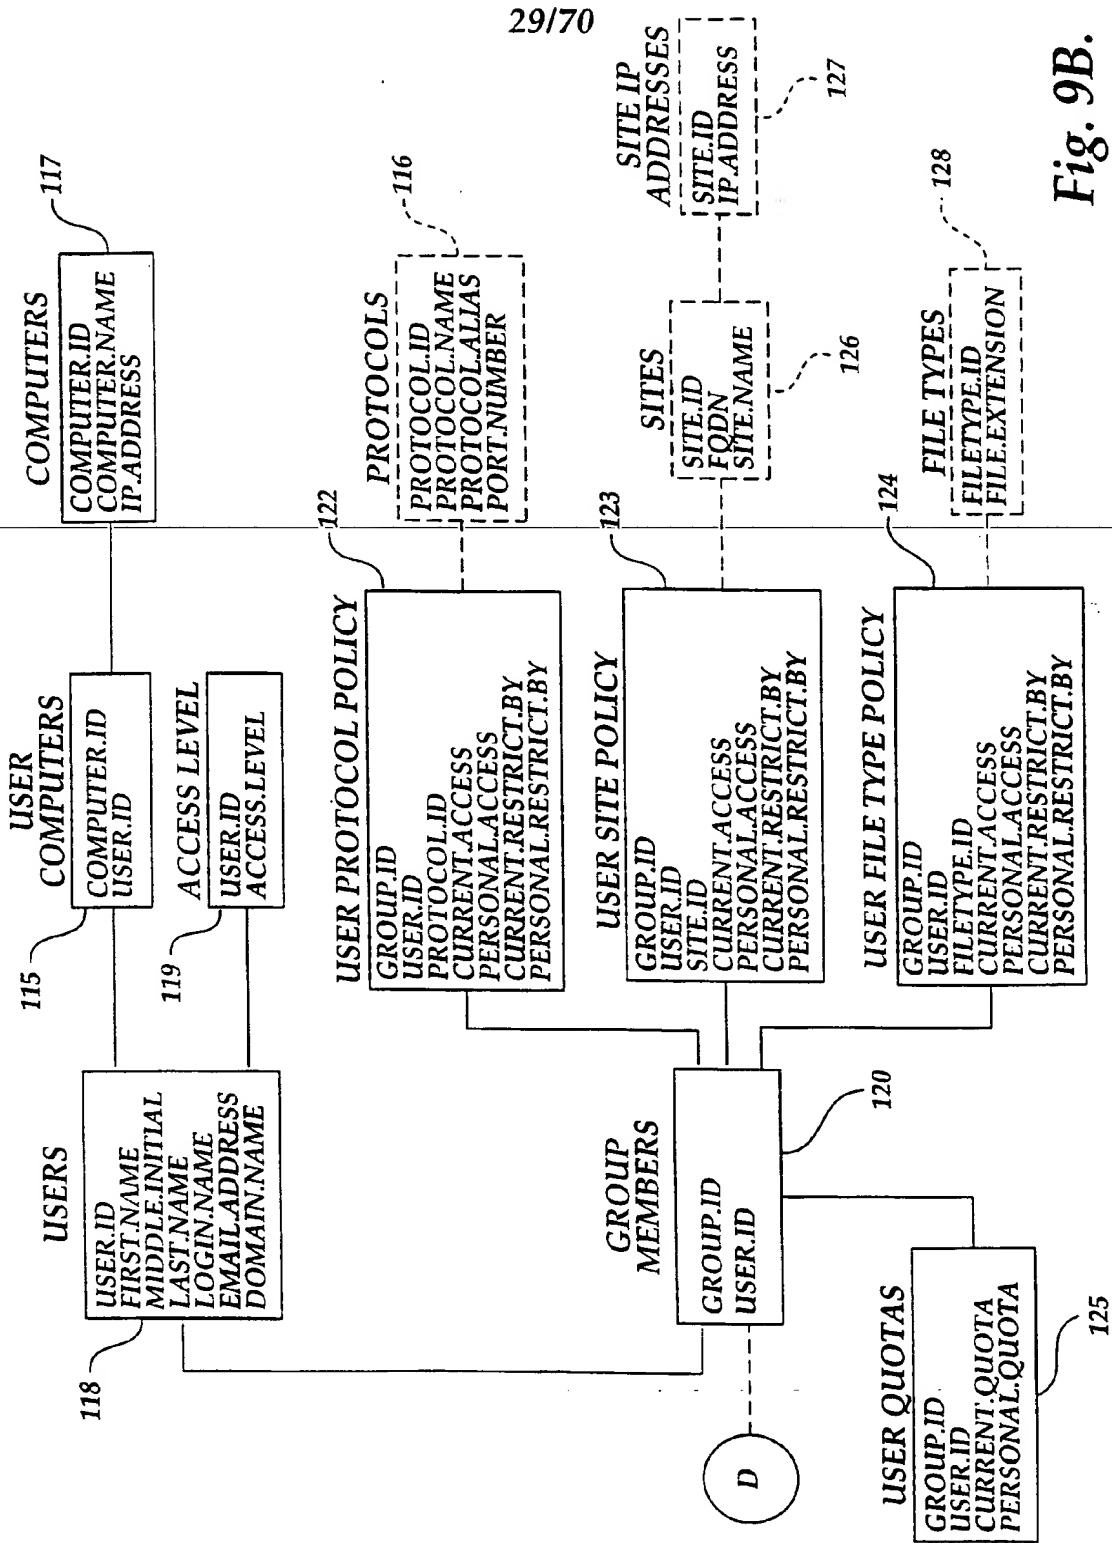 29/70
USERS
USER.ID
FIRST.NAME
MIDDLE.INITIAL
LAST.NAME
LOGIN.NAME
EMAIL.ADDRESS
DOMAIN.NAME
118
USER
COMPUTERS
COMPUTER.ID
USER.ID
115
ACCESS LEVEL
USER.ID
ACCESS.LEVEL
119
COMPUTERS
COMPUTER.ID
COMPUTER.NAME
IP.ADDRESS
117
USER PROTOCOL POLICY
GROUP.ID
USER.ID
PROTOCOL.ID
CURRENT.ACCESS
PERSONAL.ACCESS
CURRENT.RESTRICT.BY
PERSONAL.RESTRICT.BY
122
PROTOCOLS
PROTOCOL.ID
PROTOCOL.NAME
PROTOCOL.ALIAS
PORT.NUMBER
116
GROUP
MEMBERS
GROUP.ID
USER.ID
120
D
USER SITE POLICY
GROUP.ID
USER.ID
SITE.ID
CURRENT.ACCESS
PERSONAL.ACCESS
CURRENT.RESTRICT.BY
PERSONAL.RESTRICT.BY
123
SITES
SITE.ID
FQDN
SITE.NAME
126
SITE IP
ADDRESSES
SITE.ID
IP.ADDRESS
127
USER QUOTAS
GROUP.ID
USER.ID
CURRENT.QUOTA
PERSONAL.QUOTA
125
USER FILE TYPE POLICY
GROUP.ID
USER.ID
FILETYPE.ID
CURRENT.ACCESS
PERSONAL.ACCESS
CURRENT.RESTRICT.BY
PERSONAL.RESTRICT.BY
124
FILE TYPES
FILETYPE.ID
FILE.EXTENSION
128
Fig. 9B.